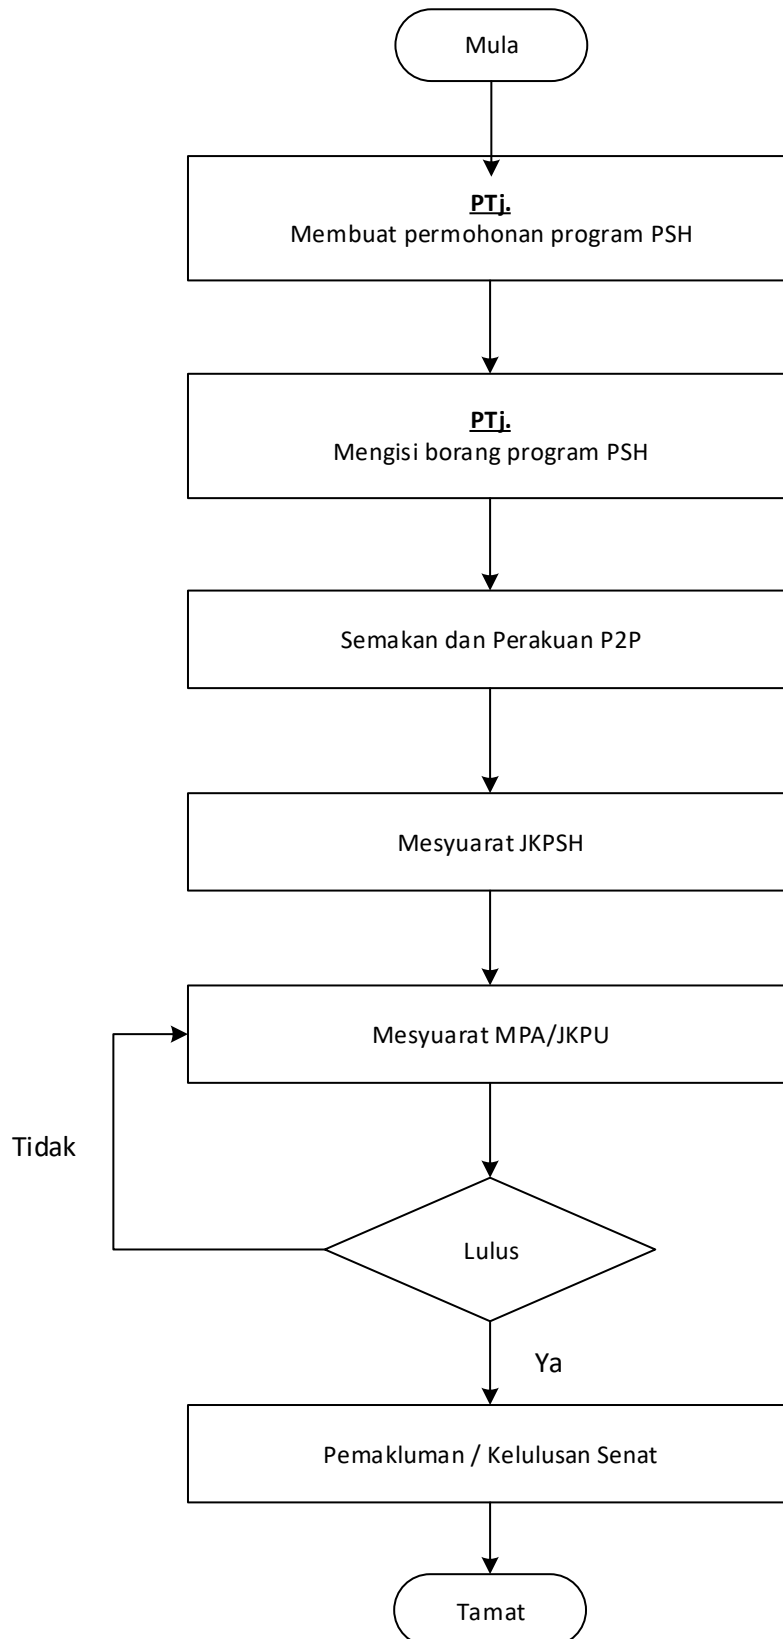 Mula
PTj.
Membuat permohonan program PSH
PTj.
Mengisi borang program PSH
Semakan dan Perakuan P2P
Mesyuarat JKPSH
Mesyuarat MPA/JKPU
Tidak
Lulus
Ya
Pemakluman / Kelulusan Senat
Tamat